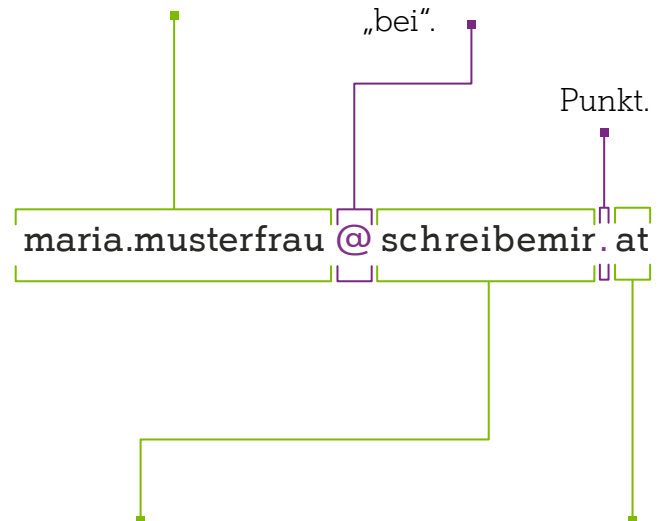 „bei“.
Punkt.
maria.musterfrau @ schreibemir . at